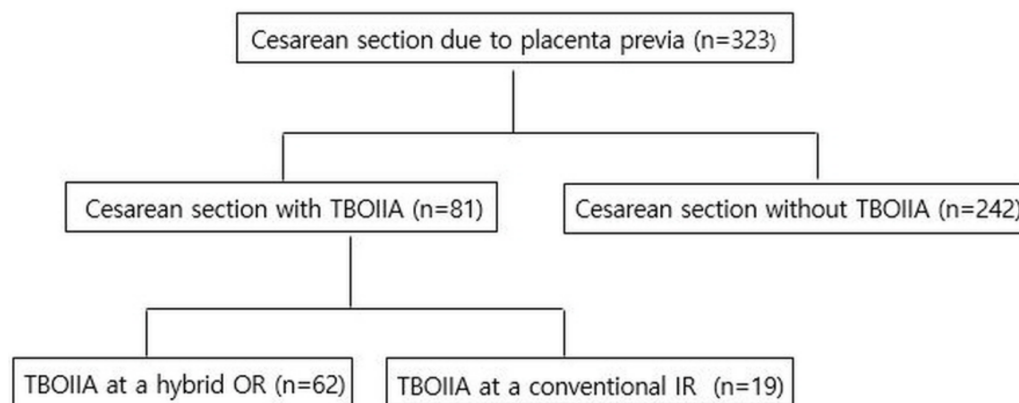 Cesarean section due to placenta previa (n=323)
Cesarean section with TBOIIA (n=81)
Cesarean section without TBOIIA (n=242)
TBOIIA at a hybrid OR (n=62)
TBOIIA at a conventional IR (n=19)